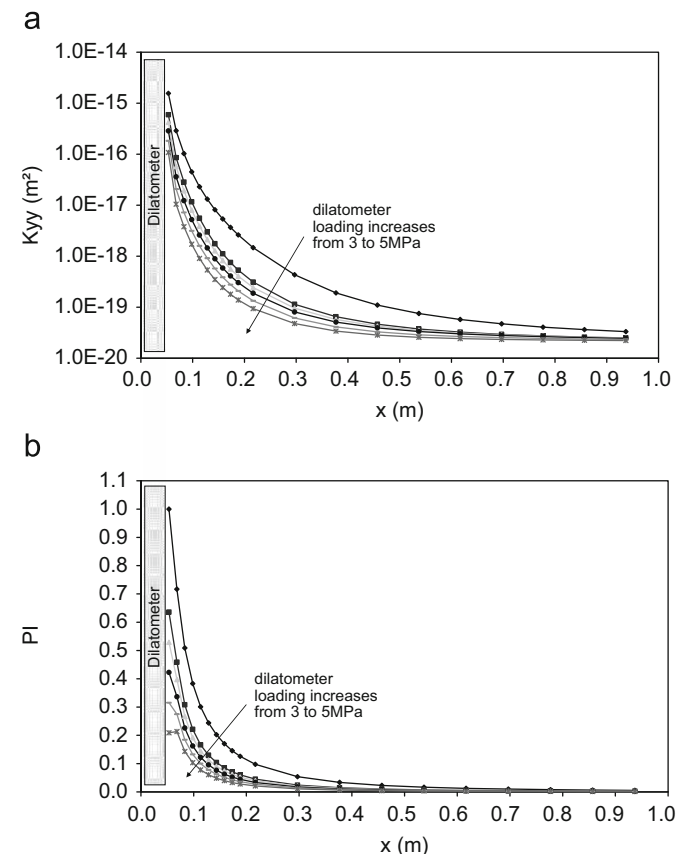 a
1.0E-14
1.0E-15
1.0E-16
1.0E-17
1.0E-18
1.0E-19
1.0E-20
Kyy (m²)
Dilatometer
dilatometer
loading increases
from 3 to 5MPa
0.0 0.1 0.2 0.3 0.4 0.5 0.6 0.7 0.8 0.9 1.0
x (m)
b
1.1
1.0
0.9
0.8
0.7
0.6
0.5
0.4
0.3
0.2
0.1
0.0
PI
Dilatometer
dilatometer
loading increases
from 3 to 5MPa
0.0 0.1 0.2 0.3 0.4 0.5 0.6 0.7 0.8 0.9 1.0
x (m)